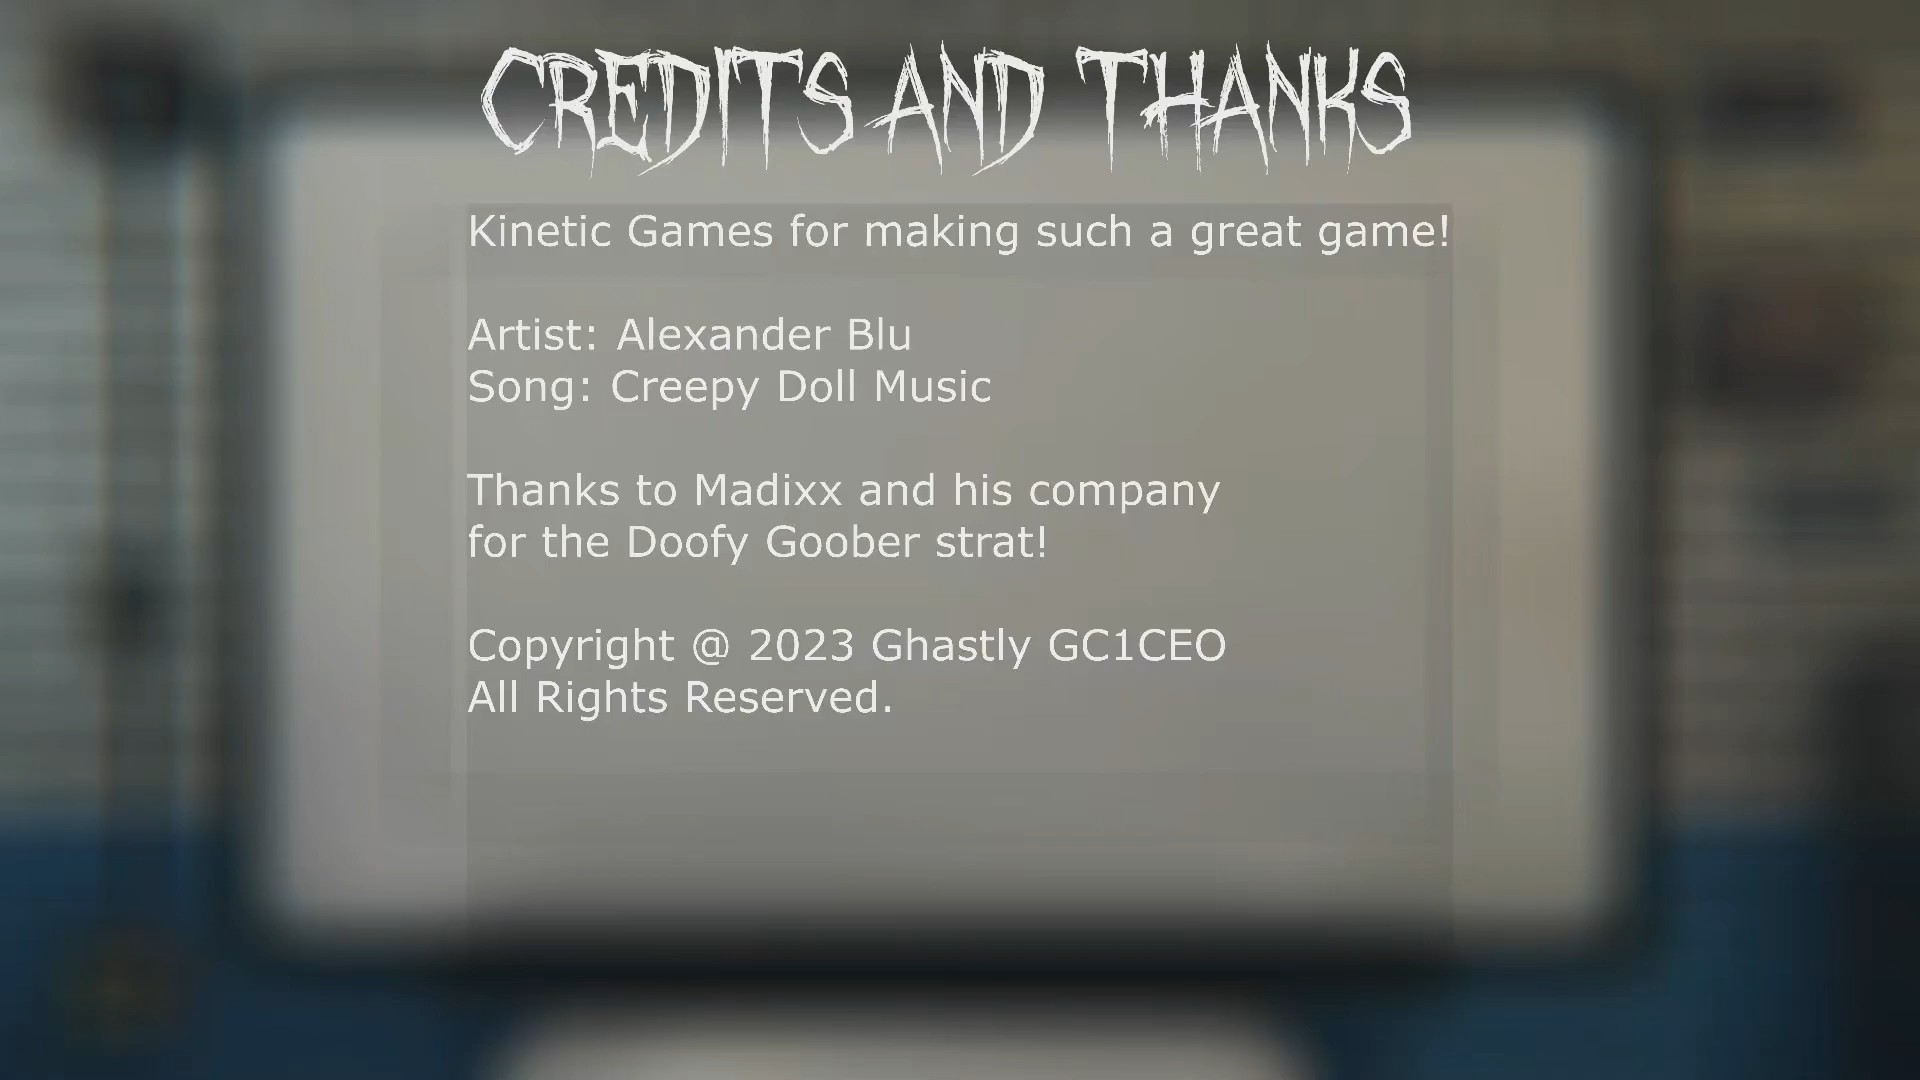 CREDITS AND THANKS
Kinetic Games for making such a great game!
Artist: Alexander Blu
Song: Creepy Doll Music
Thanks to Madixx and his company
for the Doofy Goober strat!
Copyright @ 2023 Ghastly GC1CEO
All Rights Reserved.